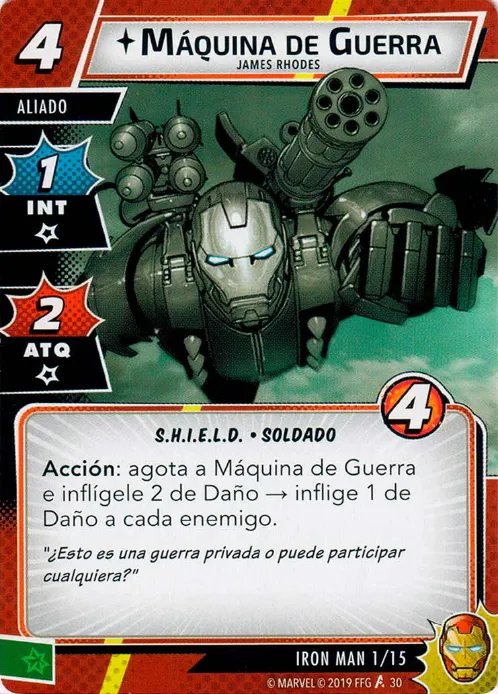 4
MÁQUINA DE GUERRA
JAMES RHODES
ALIADO
1
INT
2
ATQ
4
S.H.I.E.L.D. • SOLDADO
Acción: agota a Máquina de Guerra
e inflígele 2 de Daño → inflige 1 de
Daño a cada enemigo.
"¿Esto es una guerra privada o puede participar
cualquiera?"
IRON MAN 1/15
© MARVEL © 2019 FFG 30